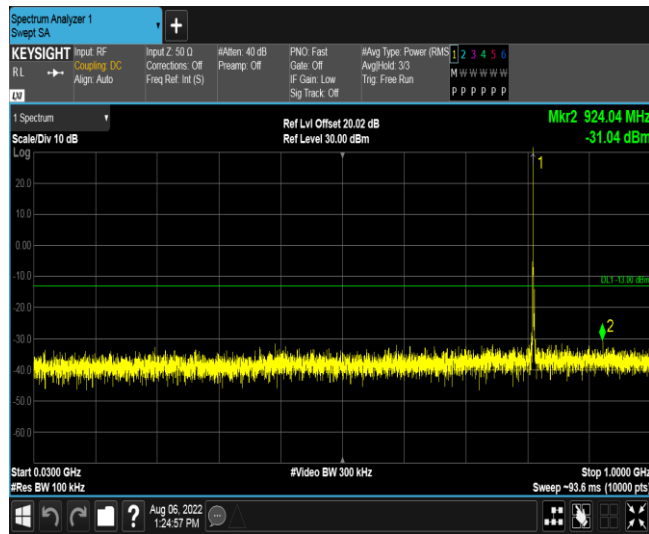 Spectrum Analyzer 1
Swept SA
+
KEYSIGHT
RL
LXI
Input: RF
Coupling: DC
Align: Auto
Input Z: 50 Ω
Corrections: Off
Freq Ref: Int (S)
#Atten: 40 dB
Preamp: Off
PNO: Fast
Gate: Off
IF Gain: Low
Sig Track: Off
#Avg Type: Power (RMS
Avg|Hold: 3/3
Trig: Free Run
1 2 3 4 5 6
M W W W W W
P P P P P P
1 Spectrum
Scale/Div 10 dB
Log
Ref Lvl Offset 20.02 dB
Ref Level 30.00 dBm
Mkr2 924.04 MHz
-31.04 dBm
1
20.0
10.0
0.00
-10.0
DL1 -13.00 dBm
-20.0
2
-30.0
-40.0
-50.0
-60.0
Start 0.0300 GHz
#Video BW 300 kHz
Stop 1.0000 GHz
#Res BW 100 kHz
Sweep ~93.6 ms (10000 pts)
?
Aug 06, 2022
1:24:57 PM